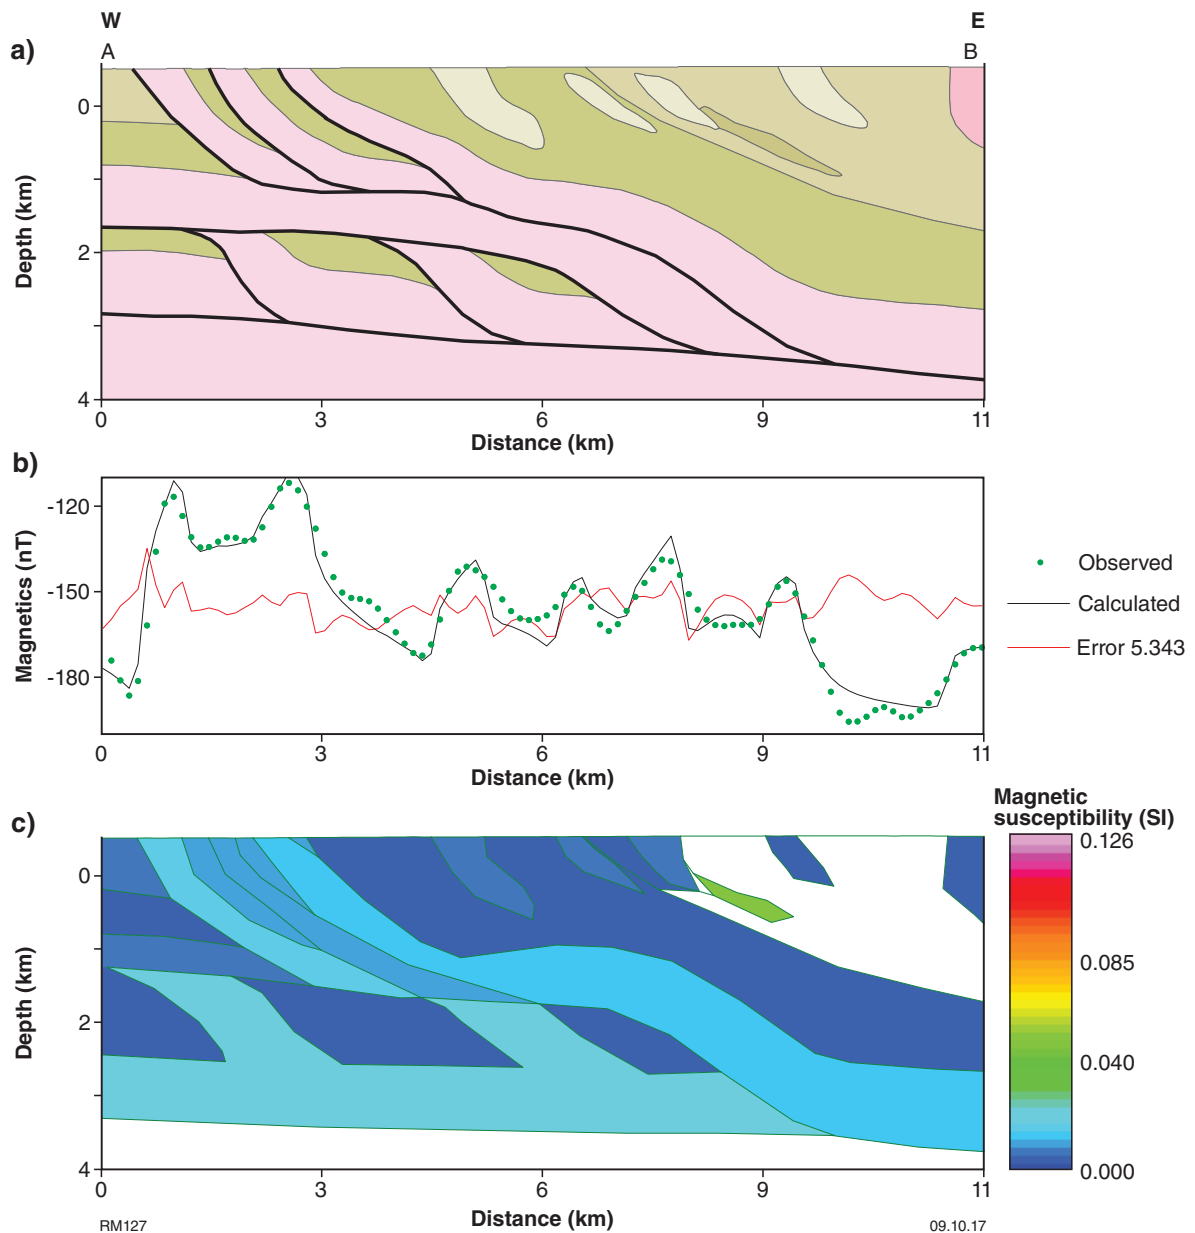 W
E
a)
A
B
Depth (km)
0
2
4
0
3
6
9
11
Distance (km)
b)
Magnetics (nT)
-120
-150
-180
0
3
6
9
11
Distance (km)
Observed
Calculated
Error 5.343
c)
Depth (km)
0
2
4
0
3
6
9
11
Distance (km)
Magnetic
susceptibility (SI)
0.126
0.085
0.040
0.000
RM127
09.10.17